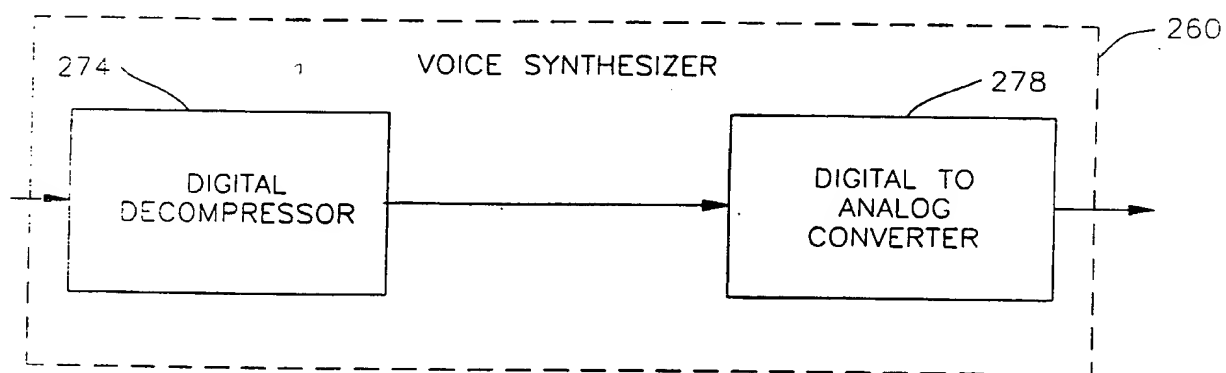 260
VOICE SYNTHESIZER
274
278
DIGITAL
DECOMPRESSOR
DIGITAL TO
ANALOG
CONVERTER